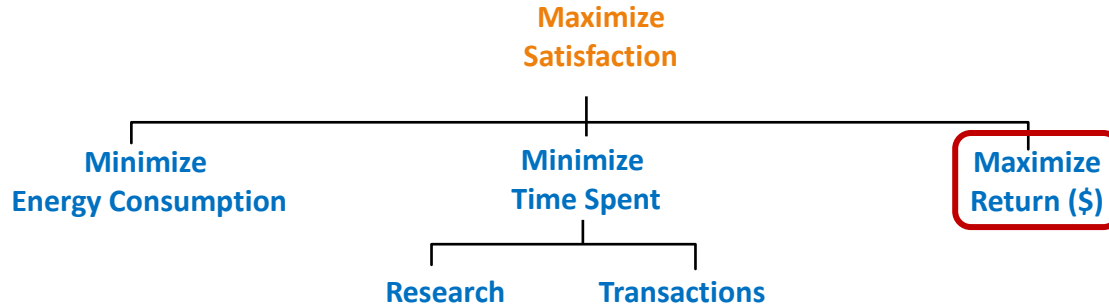 Maximize
Satisfaction
Minimize
Energy Consumption
Minimize
Time Spent
Maximize
Return ($)
Research
Transactions